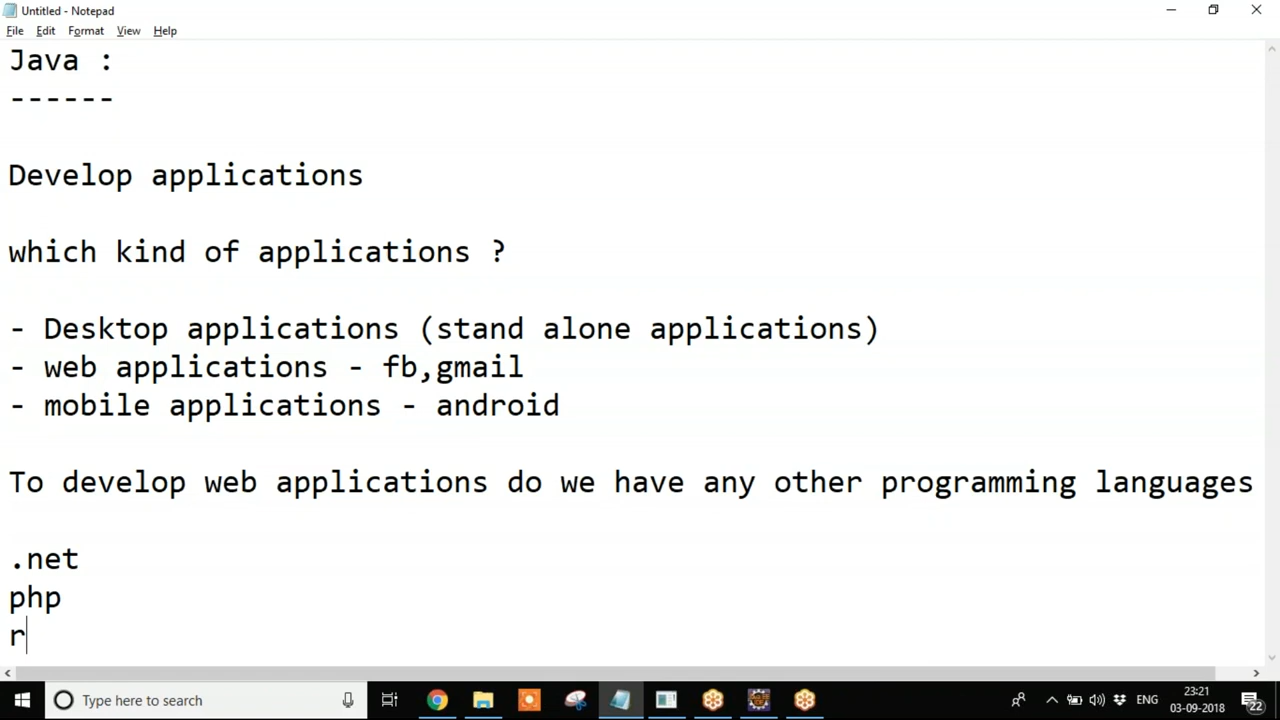 Untitled - Notepad
File Edit Format View Help
Java :
------
Develop applications
which kind of applications ?
- Desktop applications (stand alone applications)
- web applications - fb,gmail
- mobile applications - android
To develop web applications do we have any other programming languages
.net
php
r
Type here to search
ENG
23:21
03-09-2018
22